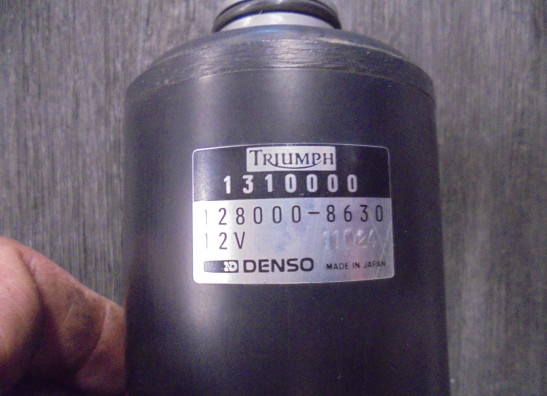 TRIUMPH
1310000
128000-8630
12V
DENSO MADE IN JAPAN